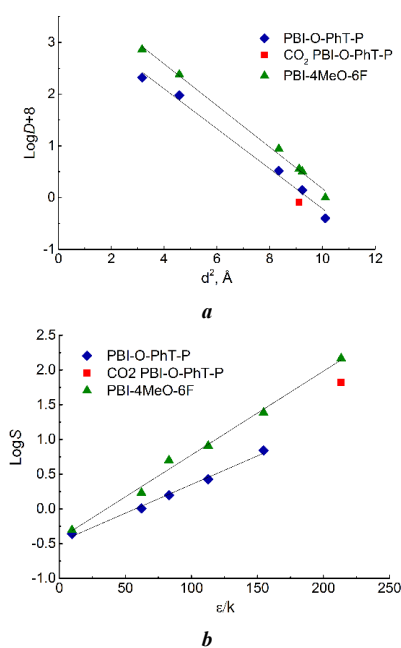 3
2
1
0
-1
LogD+8
PBI-O-PhT-P
CO₂ PBI-O-PhT-P
PBI-4MeO-6F
0 2 4 6 8 10 12
d², Å
a
2.5
2.0
1.5
1.0
0.5
0.0
-0.5
-1.0
LogS
PBI-O-PhT-P
CO2 PBI-O-PhT-P
PBI-4MeO-6F
0 50 100 150 200 250
ε/k
b